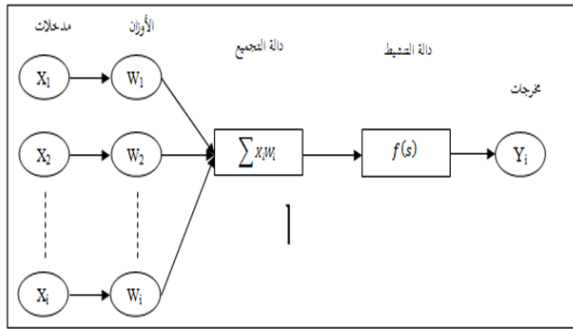 مدخلات الأوزان دالة التجميع دالة التنشيط مخرجات
X₁ W₁
X₂ W₂ ∑ XᵢWᵢ f(s) Yᵢ
Xᵢ Wᵢ